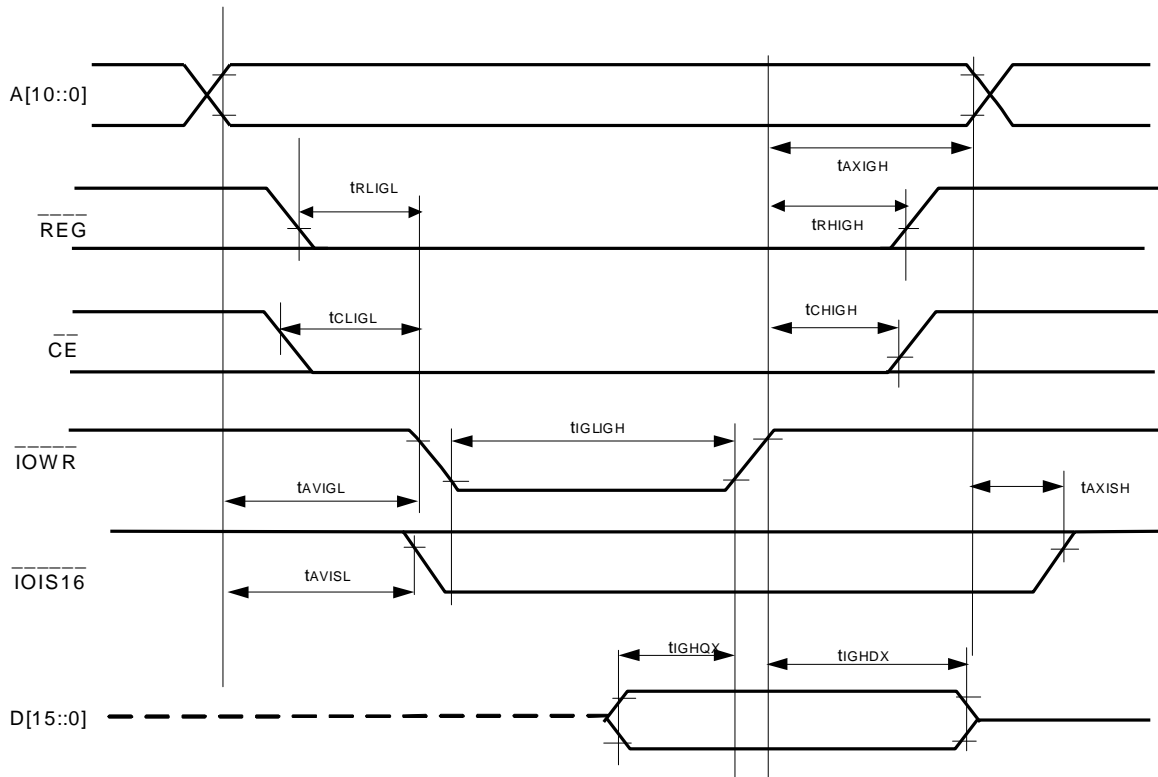 A[10::0]
tAXIGH
tRLIGL
REG
tRHIGH
tCLIGL
tCHIGH
CE
tIGLIGH
IOWR
tAVIGL
tAXISH
IOIS16
tAVISL
tIGHQX
tIGHDX
D[15::0]